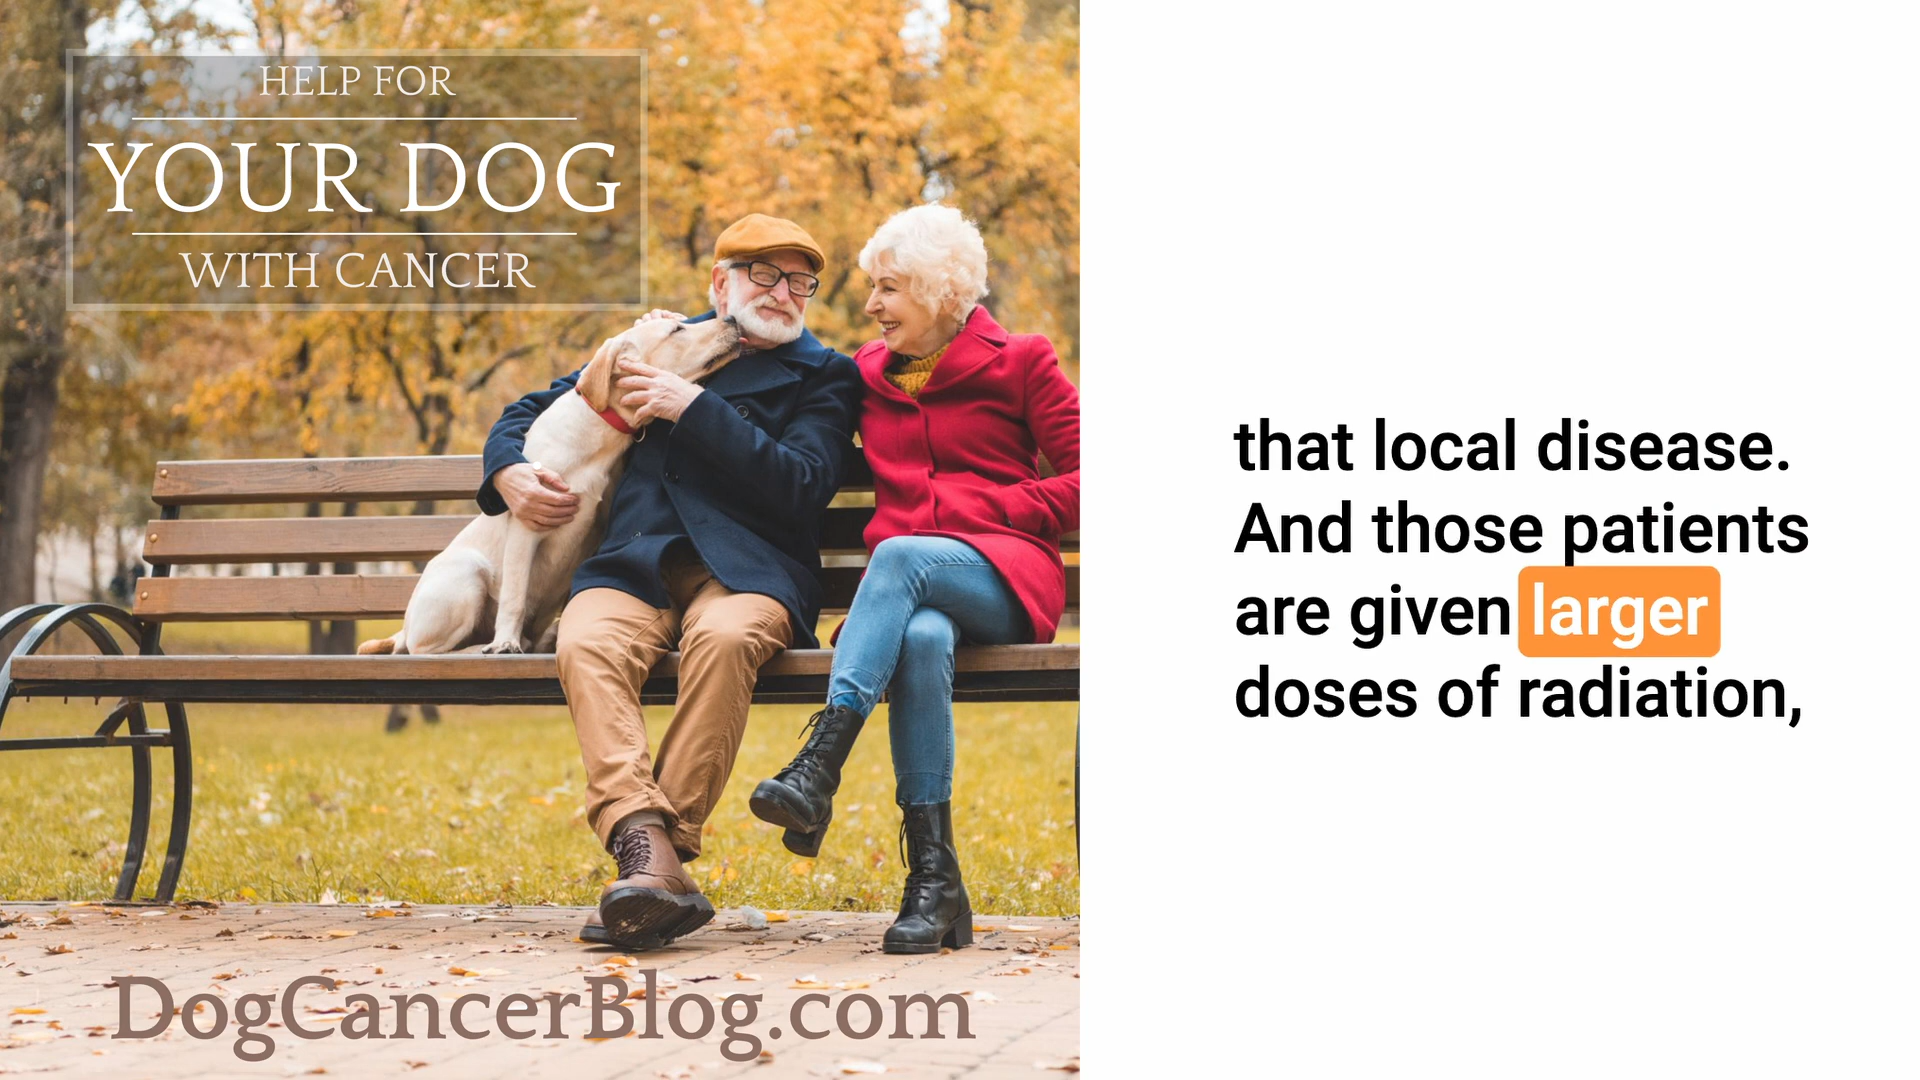 HELP FOR
YOUR DOG
WITH CANCER
DogCancerBlog.com
that local disease.
And those patients
are given larger
doses of radiation,